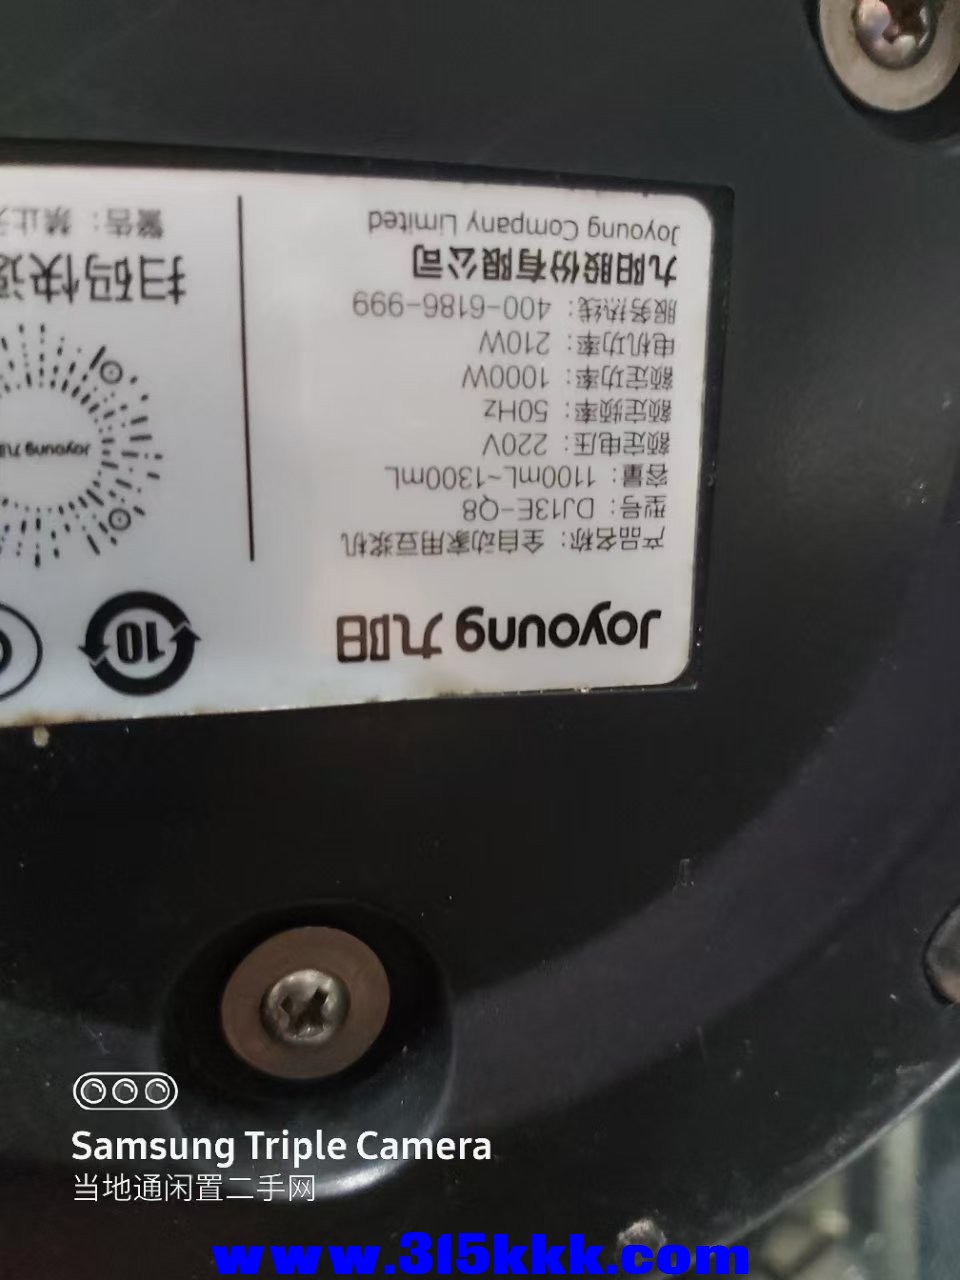 Joyoung 九阳
产品名称：全自动家用豆浆机
型号：DJ13E-Q8
容量：1100mL~1300mL
额定电压：220V
额定频率：50Hz
额定功率：1000W
电机功率：210W
服务热线：400-6186-999
九阳股份有限公司
Joyoung Company Limited
10
Joyoung 九
扫码快速
警告：禁止
Samsung Triple Camera
当地通闲置二手网
www.315kkk.com